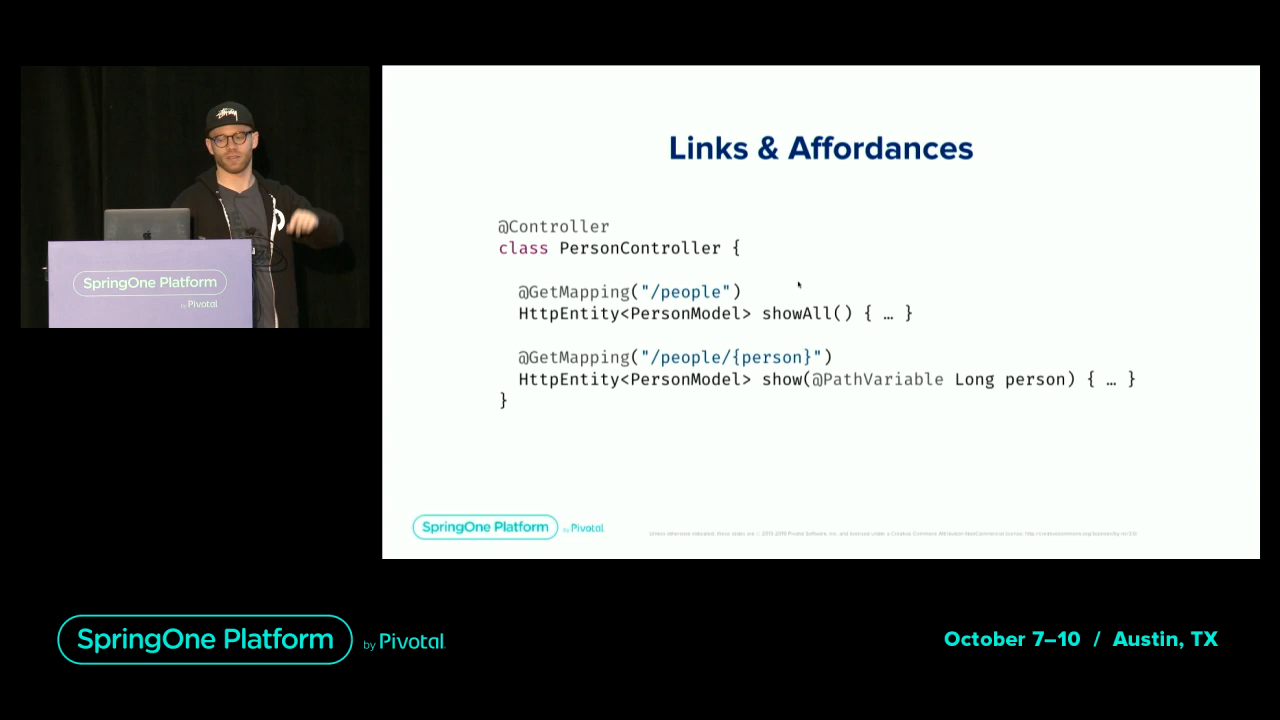 SpringOne Platform
by Pivotal
Links & Affordances
@Controller
class PersonController {
@GetMapping("/people")
HttpEntity<PersonModel> showAll() { … }
@GetMapping("/people/{person}")
HttpEntity<PersonModel> show(@PathVariable Long person) { … }
}
SpringOne Platform by Pivotal
SpringOne Platform by Pivotal
October 7–10 / Austin, TX